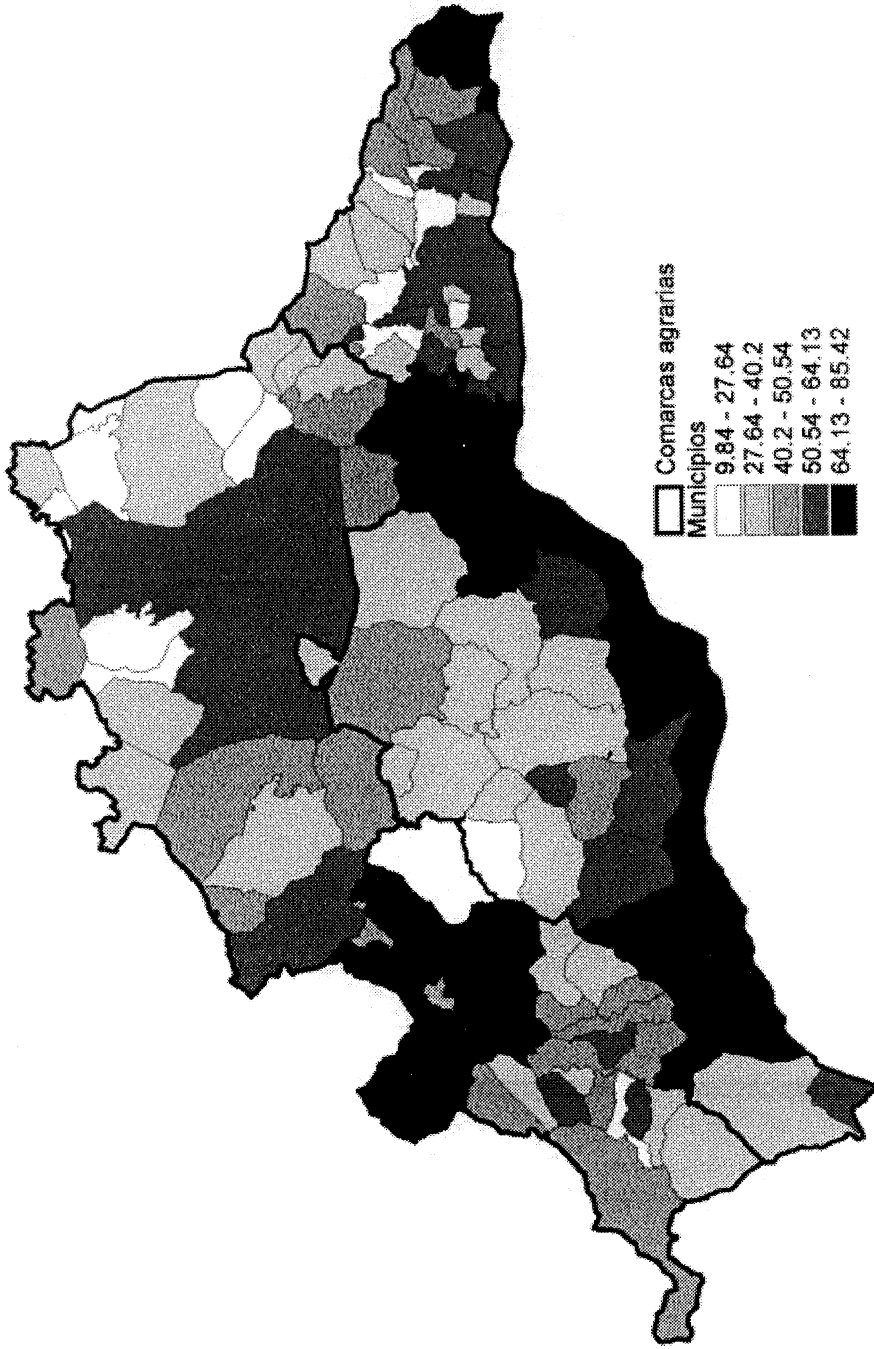 Comarcas agrarias
Municipios
9.84 - 27.64
27.64 - 40.2
40.2 - 50.54
50.54 - 64.13
64.13 - 85.42